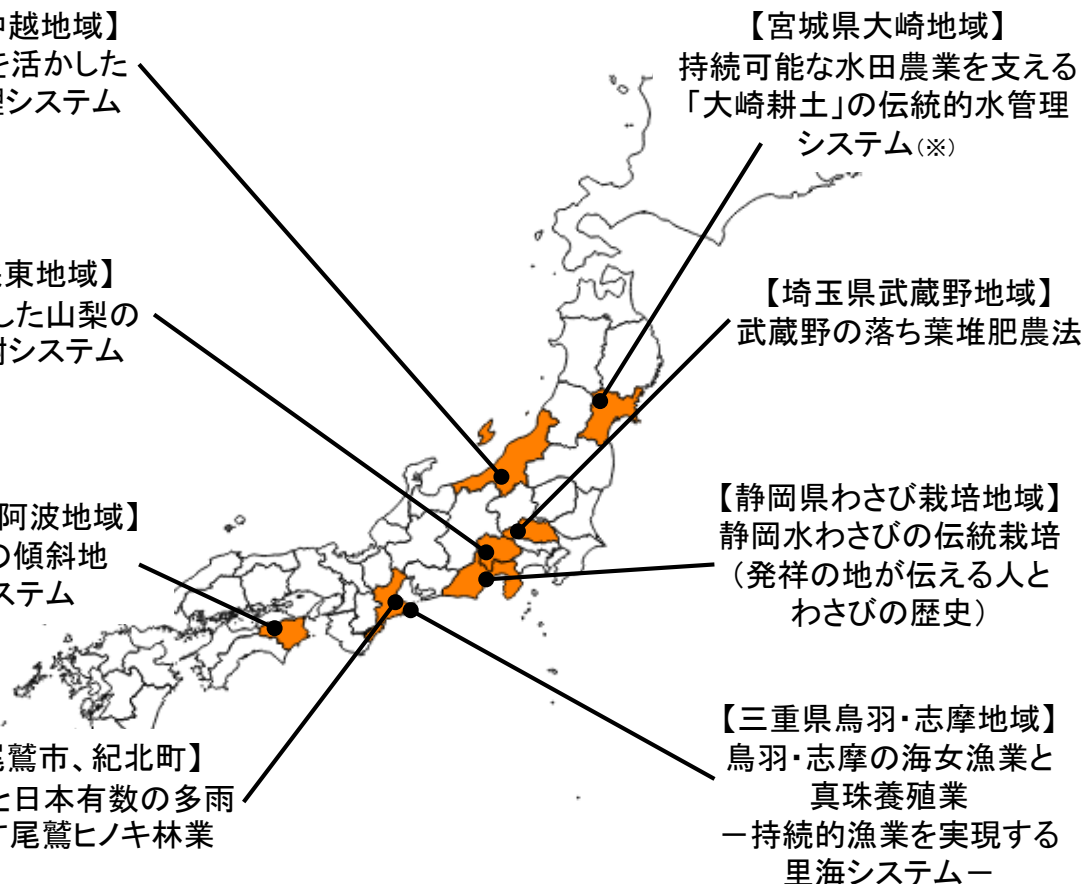 中越地域】
を活かした
理システム
【宮城県大崎地域】
持続可能な水田農業を支える
「大崎耕土」の伝統的水管理
システム(※)
東地域】
した山梨の
システム
【埼玉県武蔵野地域】
武蔵野の落ち葉堆肥農法
阿波地域】
の傾斜地
ステム
【静岡県わさび栽培地域】
静岡水わさびの伝統栽培
(発祥の地が伝える人と
わさびの歴史)
尾鷲市、紀北町】
と日本有数の多雨
す尾鷲ヒノキ林業
【三重県鳥羽・志摩地域】
鳥羽・志摩の海女漁業と
真珠養殖業
－持続的漁業を実現する
里海システム－